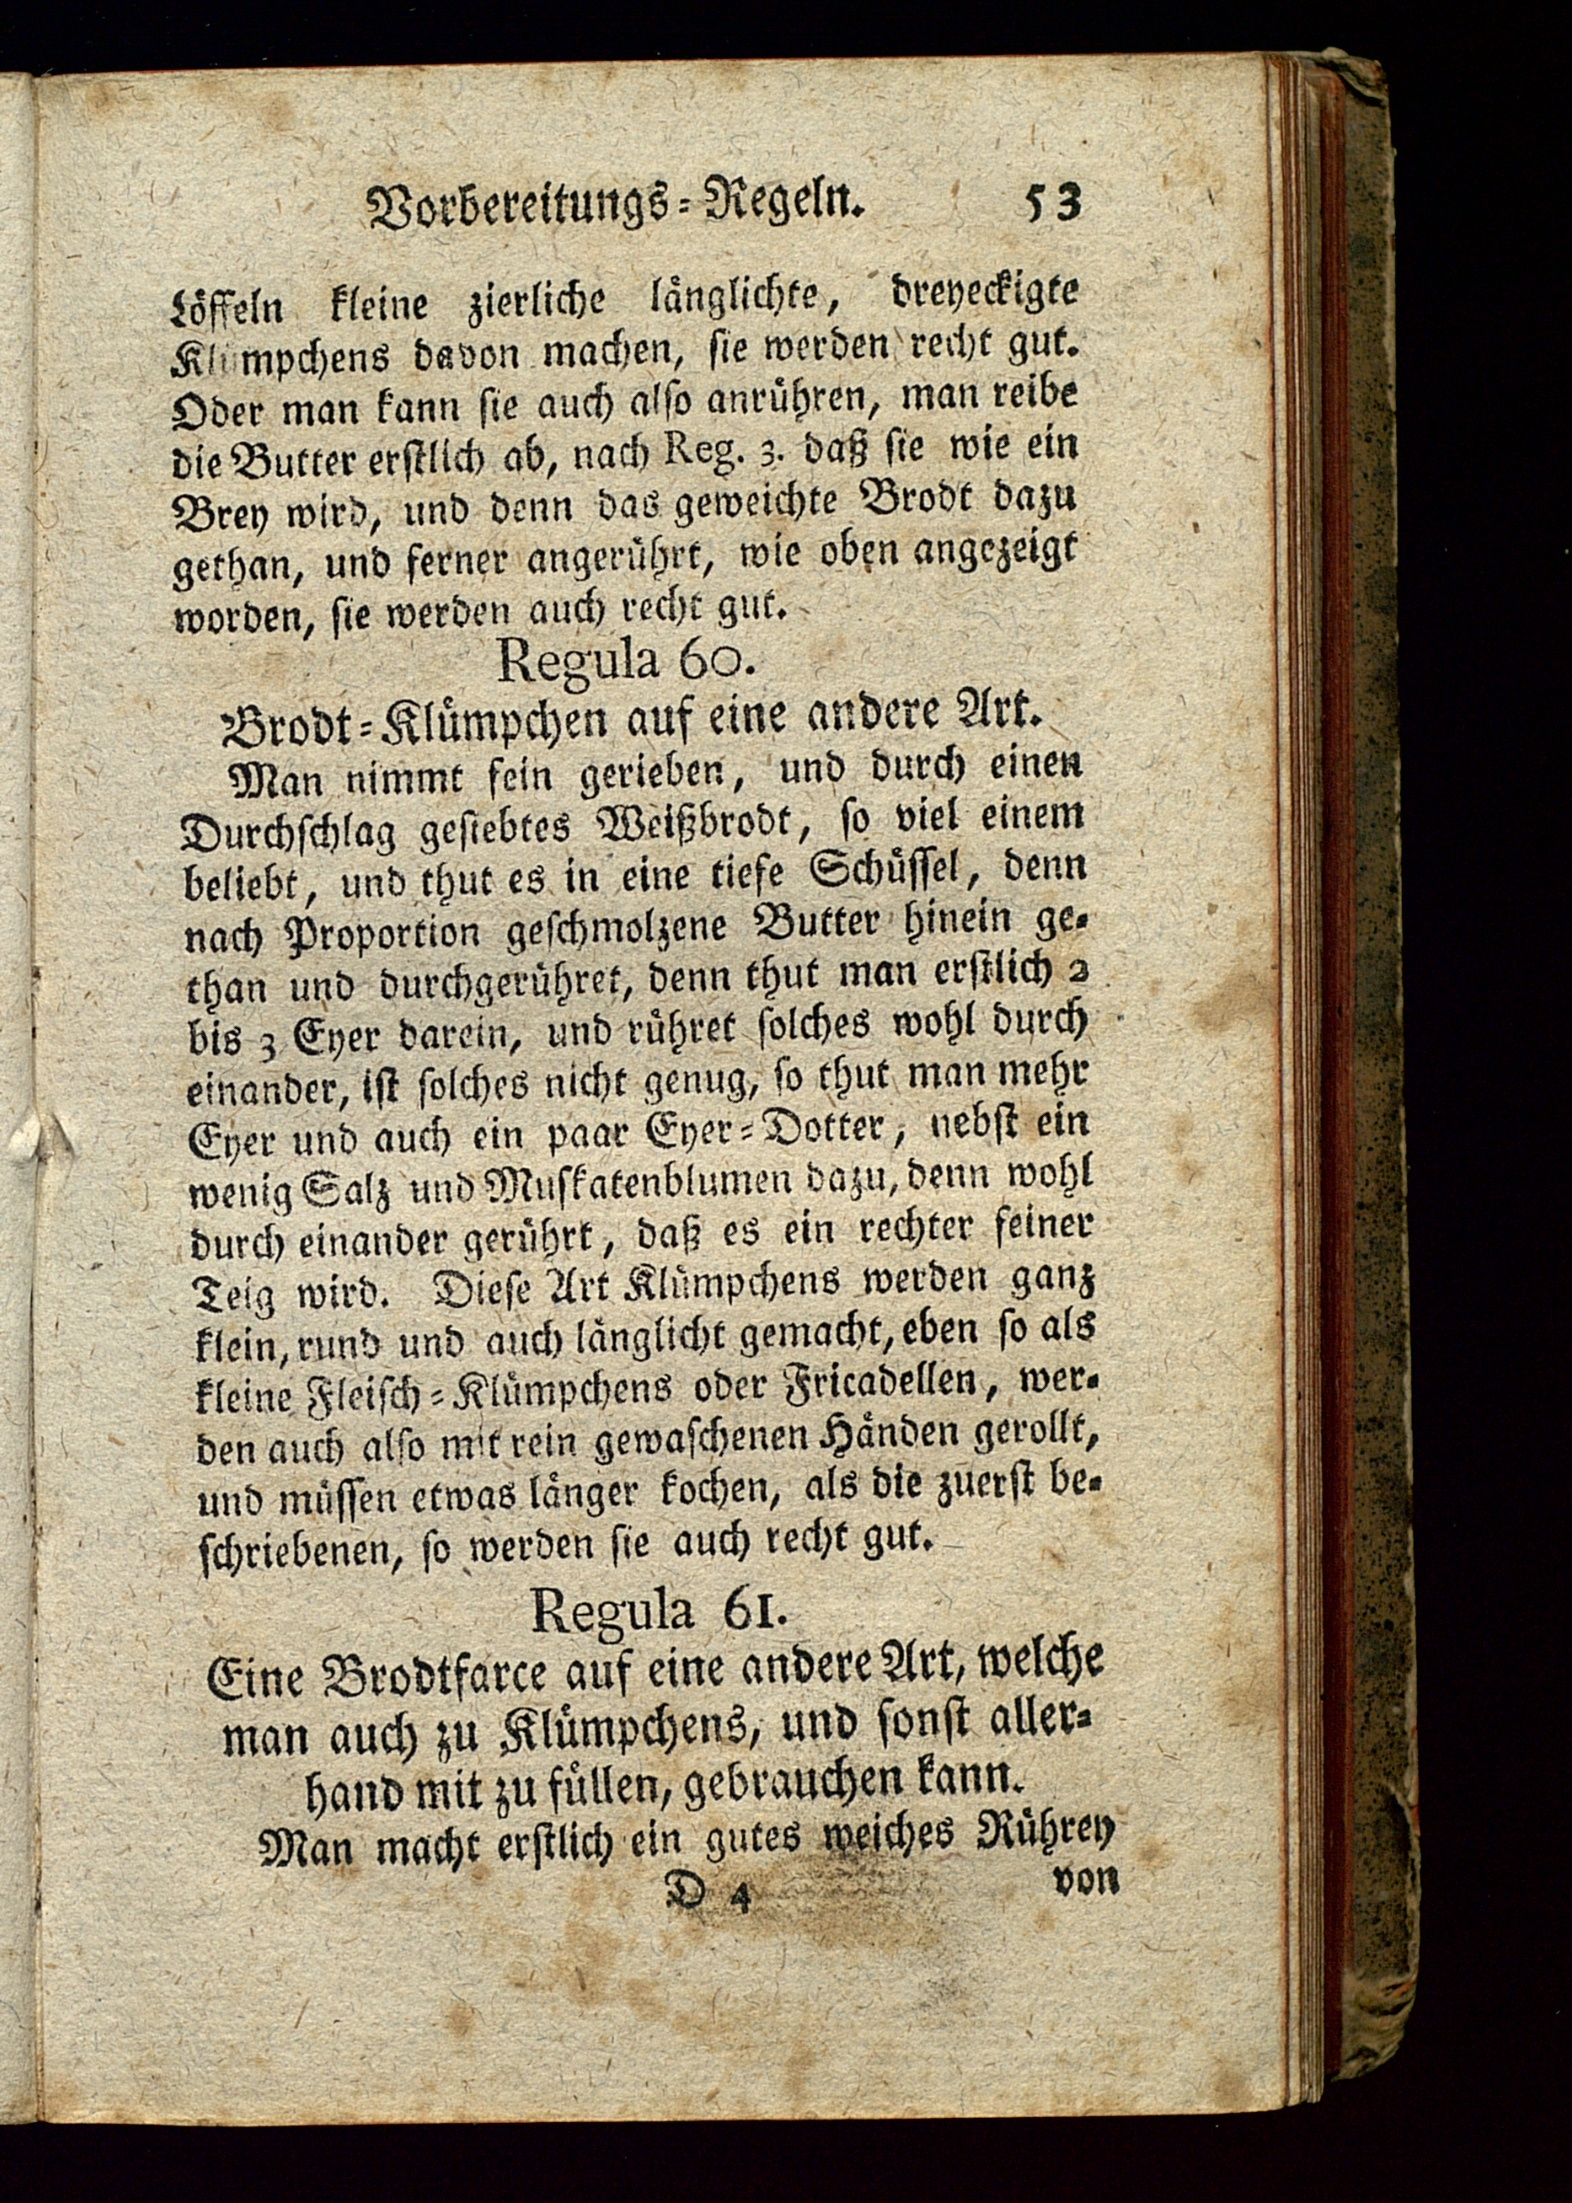 Vorbereitungs-Regeln. 53
Löffeln kleine zierliche länglichte, dreyeckigte
Klümpchens davon machen, sie werden recht gut.
Oder man kann sie auch also anrühren, man reibe
die Butter erstlich ab, nach Reg. 3. daß sie wie ein
Brey wird, und denn das geweichte Brodt dazu
gethan, und ferner angerührt, wie oben angezeigt
worden, sie werden auch recht gut.
Regula 60.
Brodt-Klümpchen auf eine andere Art.
Man nimmt fein gerieben, und durch einen
Durchschlag gesiebtes Weißbrodt, so viel einem
beliebt, und thut es in eine tiefe Schüssel, denn
nach Proportion geschmolzene Butter hinein ge-
than und durchgerühret, denn thut man erstlich 2
bis 3 Eyer darein, und rühret solches wohl durch
einander, ist solches nicht genug, so thut man mehr
Eyer und auch ein paar Eyer-Dotter, nebst ein
wenig Salz und Muskatenblumen dazu, denn wohl
durch einander gerührt, daß es ein rechter feiner
Teig wird. Diese Art Klümpchens werden ganz
klein, rund und auch länglicht gemacht, eben so als
kleine Fleisch-Klümpchens oder Fricadellen, wer-
den auch also mit rein gewaschenen Händen gerollt,
und müssen etwas länger kochen, als die zuerst be-
schriebenen, so werden sie auch recht gut.
Regula 61.
Eine Brodtfarce auf eine andere Art, welche
man auch zu Klümpchens, und sonst aller-
hand mit zu füllen, gebrauchen kann.
Man macht erstlich ein gutes weiches Rührey
D 4 von